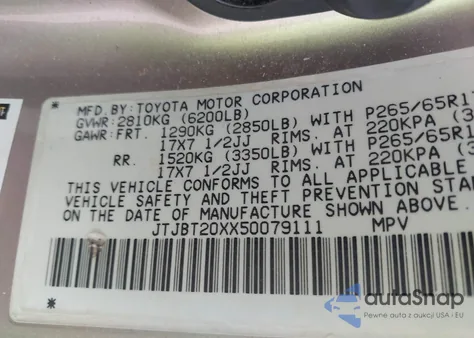 MFD. BY: TOYOTA MOTOR CORPORATION
GVWR: 2810KG (6200LB)
GAWR: FRT. 1290KG (2850LB) WITH P265/65R17
17X7 1/2JJ RIMS. AT 220KPA (3
RR. 1520KG (3350LB) WITH P265/65R1
17X7 1/2JJ RIMS. AT 220KPA (3
THIS VEHICLE CONFORMS TO ALL APPLICABLE
VEHICLE SAFETY AND THEFT PREVENTION STAN
ON THE DATE OF MANUFACTURE SHOWN ABOVE.
JTJBT20XX50079111 MPV
autoSnap
Pewne auta z aukcji USA i EU